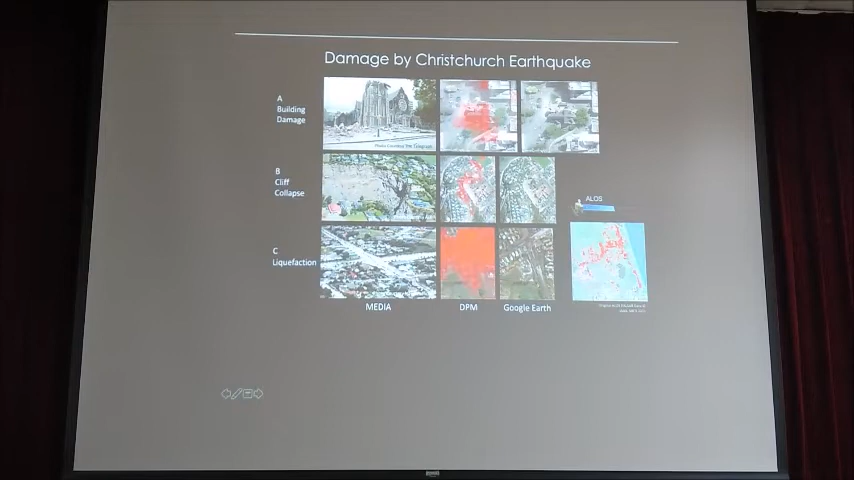 Damage by Christchurch Earthquake
A
Building
Damage
B
Cliff
Collapse
C
Liquefaction
ALOS
MEDIA
DPM
Google Earth